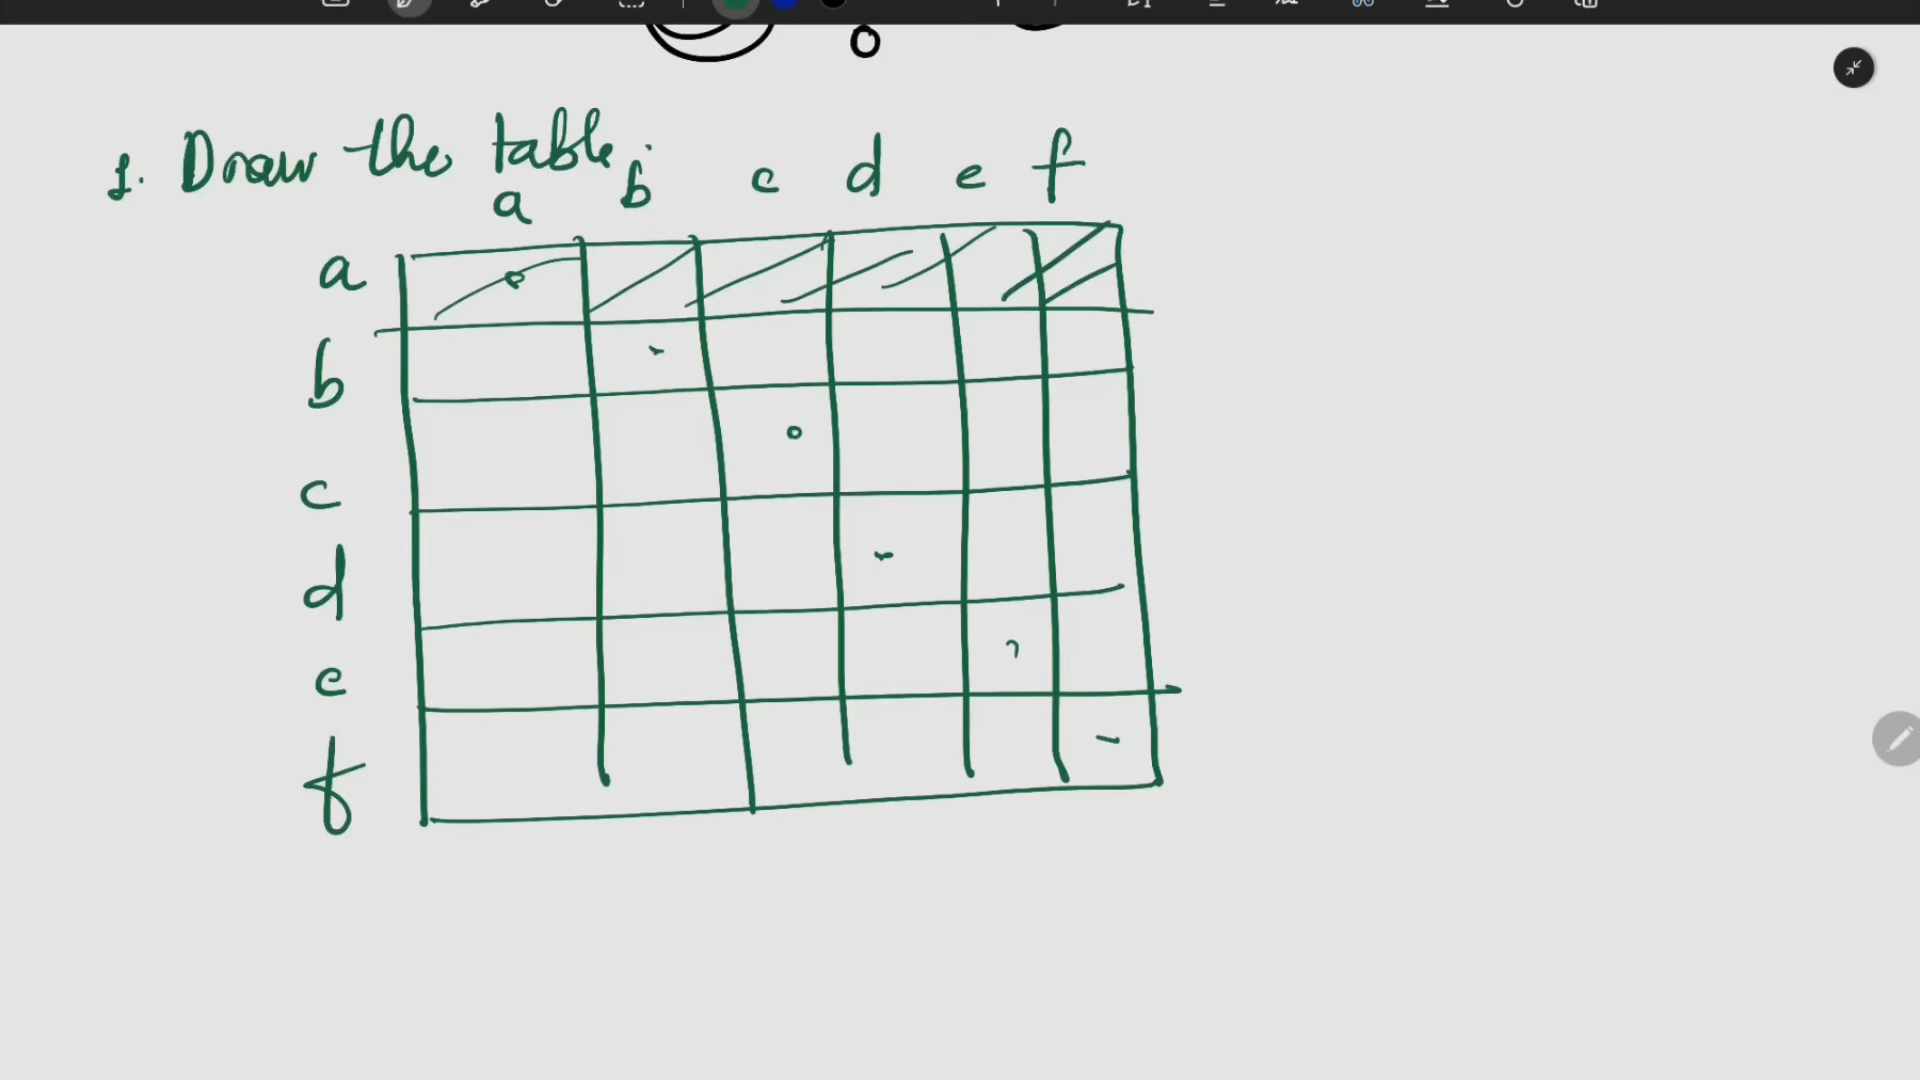 1. Draw the table.
a b c d e f
a
b
c
d
e
f